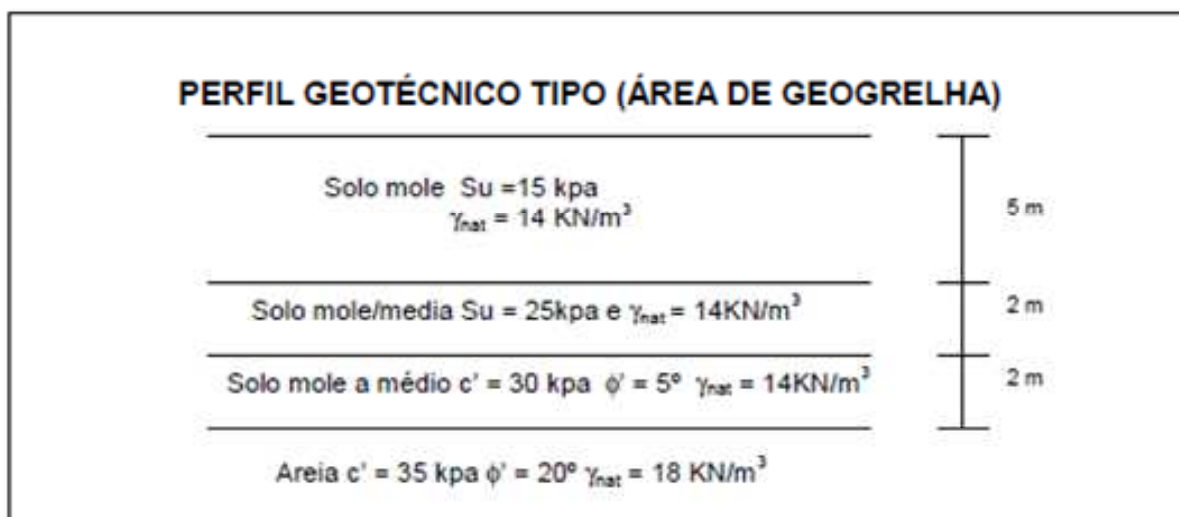 PERFIL GEOTÉCNICO TIPO (ÁREA DE GEOGRELHA)
Solo mole Su =15 kpa
γnat = 14 KN/m³
5 m
Solo mole/media Su = 25kpa e γnat = 14KN/m³
2 m
Solo mole a médio c' = 30 kpa ϕ' = 5º γnat = 14KN/m³
2 m
Areia c' = 35 kpa ϕ' = 20º γnat = 18 KN/m³